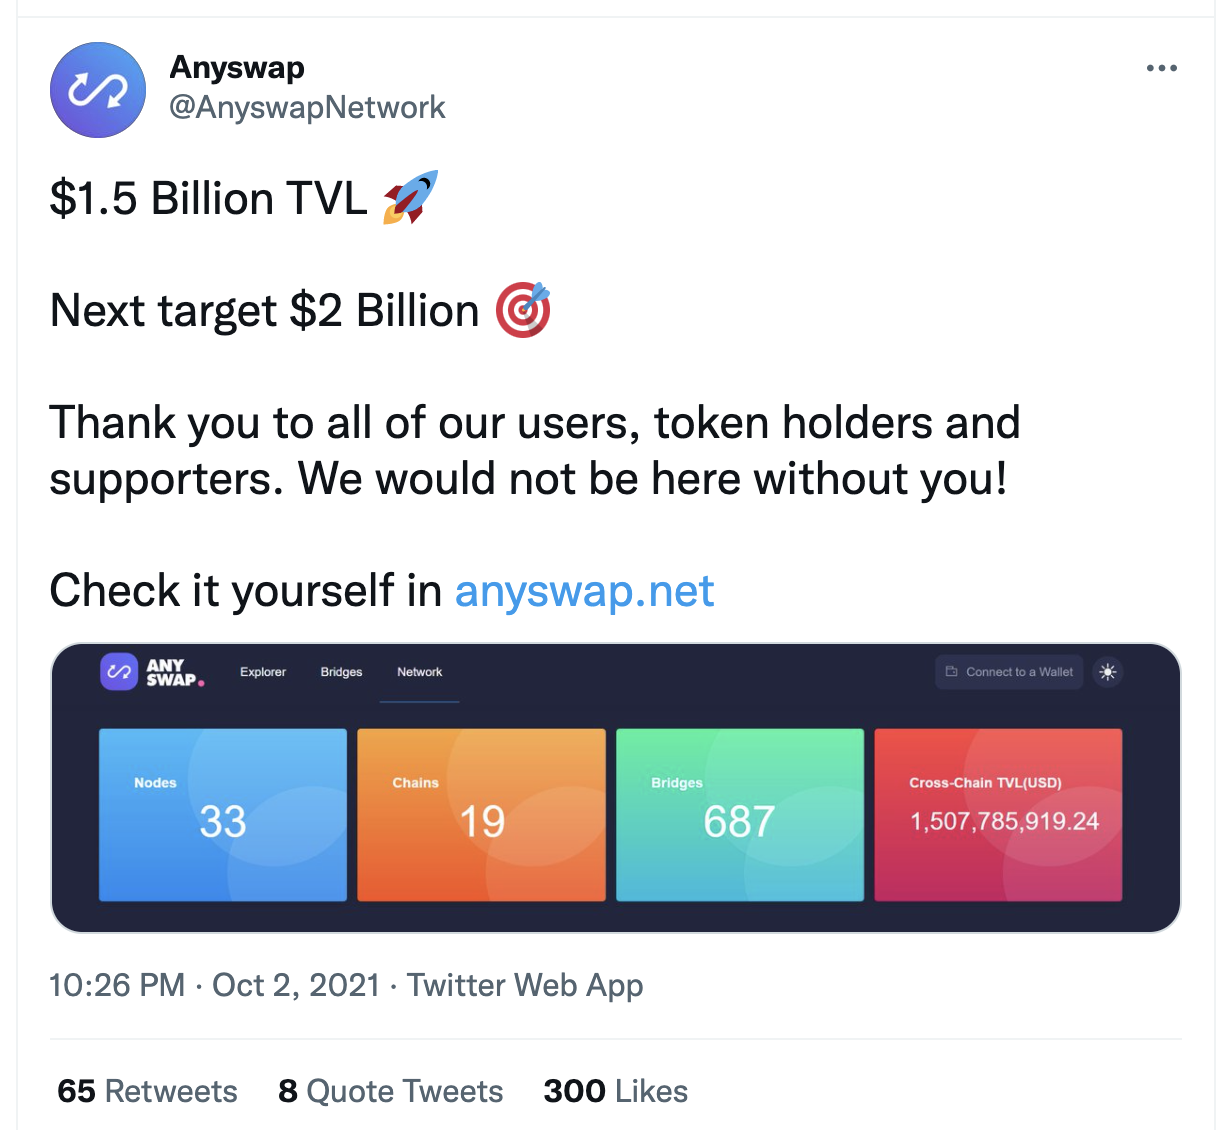 Anyswap
@AnyswapNetwork
$1.5 Billion TVL 🚀
Next target $2 Billion 🎯
Thank you to all of our users, token holders and
supporters. We would not be here without you!
Check it yourself in anyswap.net
ANY
SWAP.
Explorer Bridges Network Connect to a Wallet
Nodes
33
Chains
19
Bridges
687
Cross-Chain TVL(USD)
1,507,785,919.24
10:26 PM · Oct 2, 2021 · Twitter Web App
65 Retweets 8 Quote Tweets 300 Likes